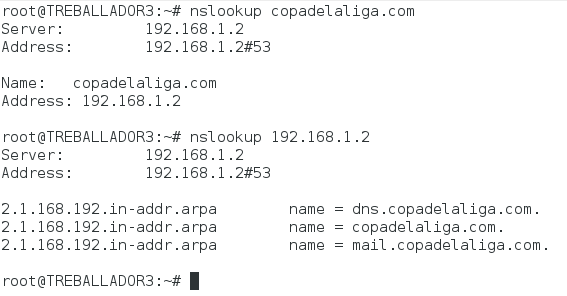 root@TREBALLADOR3:~# nslookup copadelaliga.com
Server:         192.168.1.2
Address:        192.168.1.2#53

Name:   copadelaliga.com
Address: 192.168.1.2

root@TREBALLADOR3:~# nslookup 192.168.1.2
Server:         192.168.1.2
Address:        192.168.1.2#53

2.1.168.192.in-addr.arpa        name = dns.copadelaliga.com.
2.1.168.192.in-addr.arpa        name = copadelaliga.com.
2.1.168.192.in-addr.arpa        name = mail.copadelaliga.com.

root@TREBALLADOR3:~#